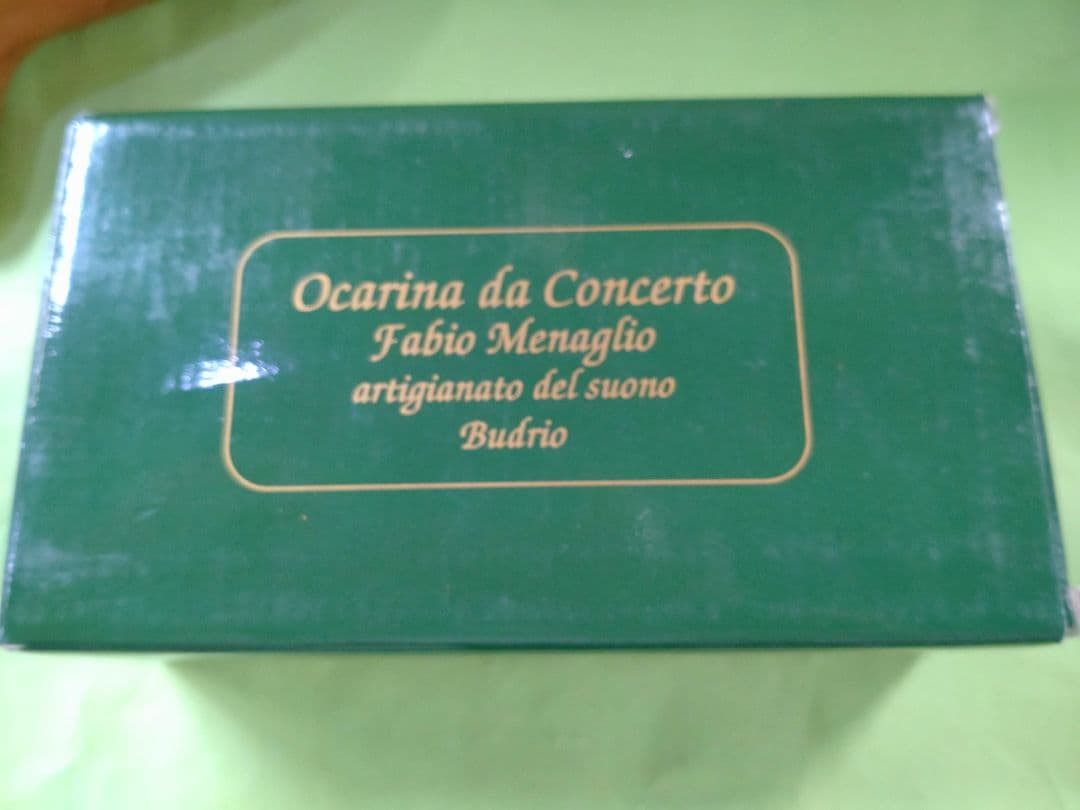 Ocarina da Concerto
Fabio Menaglio
artigianato del suono
Budrio